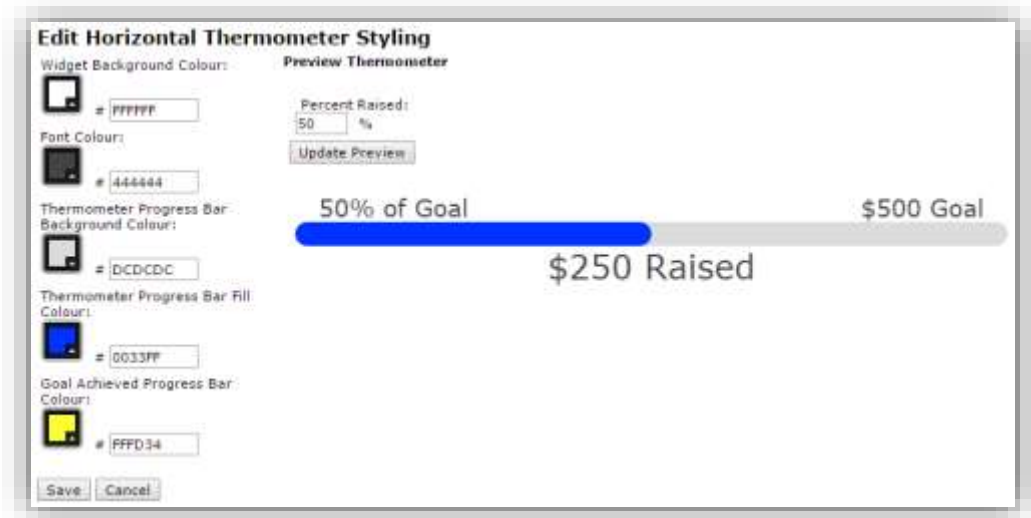 Edit Horizontal Thermometer Styling
Widget Background Colour:
# FFFFFF
Font Colour:
# 444444
Thermometer Progress Bar
Background Colour:
# DCDCDC
Thermometer Progress Bar Fill
Colour:
# 0033FF
Goal Achieved Progress Bar
Colour:
# FFFD34
Save Cancel
Preview Thermometer
Percent Raised:
50 %
Update Preview
50% of Goal $500 Goal
$250 Raised